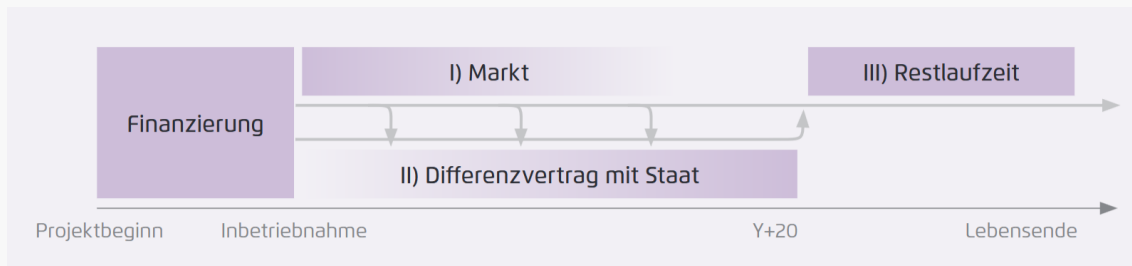 I) Markt
III) Restlaufzeit
Finanzierung
II) Differenzvertrag mit Staat
Projektbeginn
Inbetriebnahme
Y+20
Lebensende